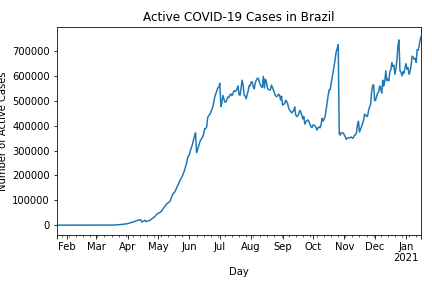 Active COVID-19 Cases in Brazil
Number of Active Cases
700000
600000
500000
400000
300000
200000
100000
0
Feb Mar Apr May Jun Jul Aug Sep Oct Nov Dec Jan
2021
Day